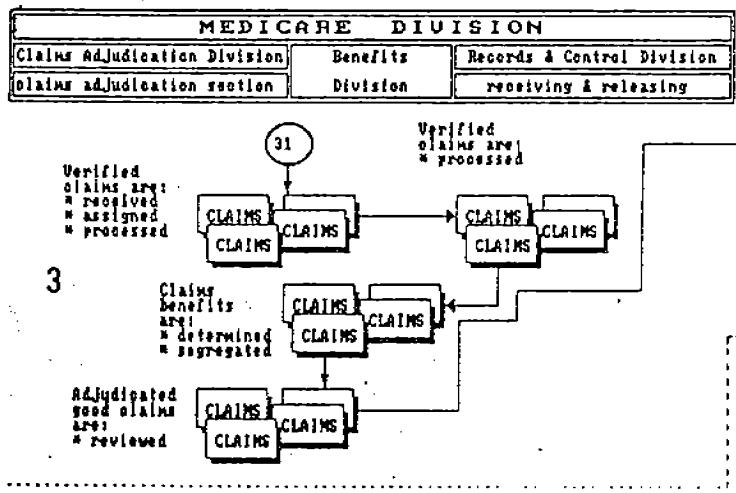 MEDICARE DIVISION
Claims Adjudication Division
Benefits
Records & Control Division
claims adjudication section
Division
receiving & releasing
31
Verified
claims are:
* processed
Verified
claims are:
* received
* assigned
* processed
CLAIMS
CLAIMS
CLAIMS
CLAIMS
CLAIMS
CLAIMS
3
Claims
benefits
are:
* determined
* segregated
CLAIMS
CLAIMS
CLAIMS
Adjudicated
good claims
are:
* reviewed
CLAIMS
CLAIMS
CLAIMS